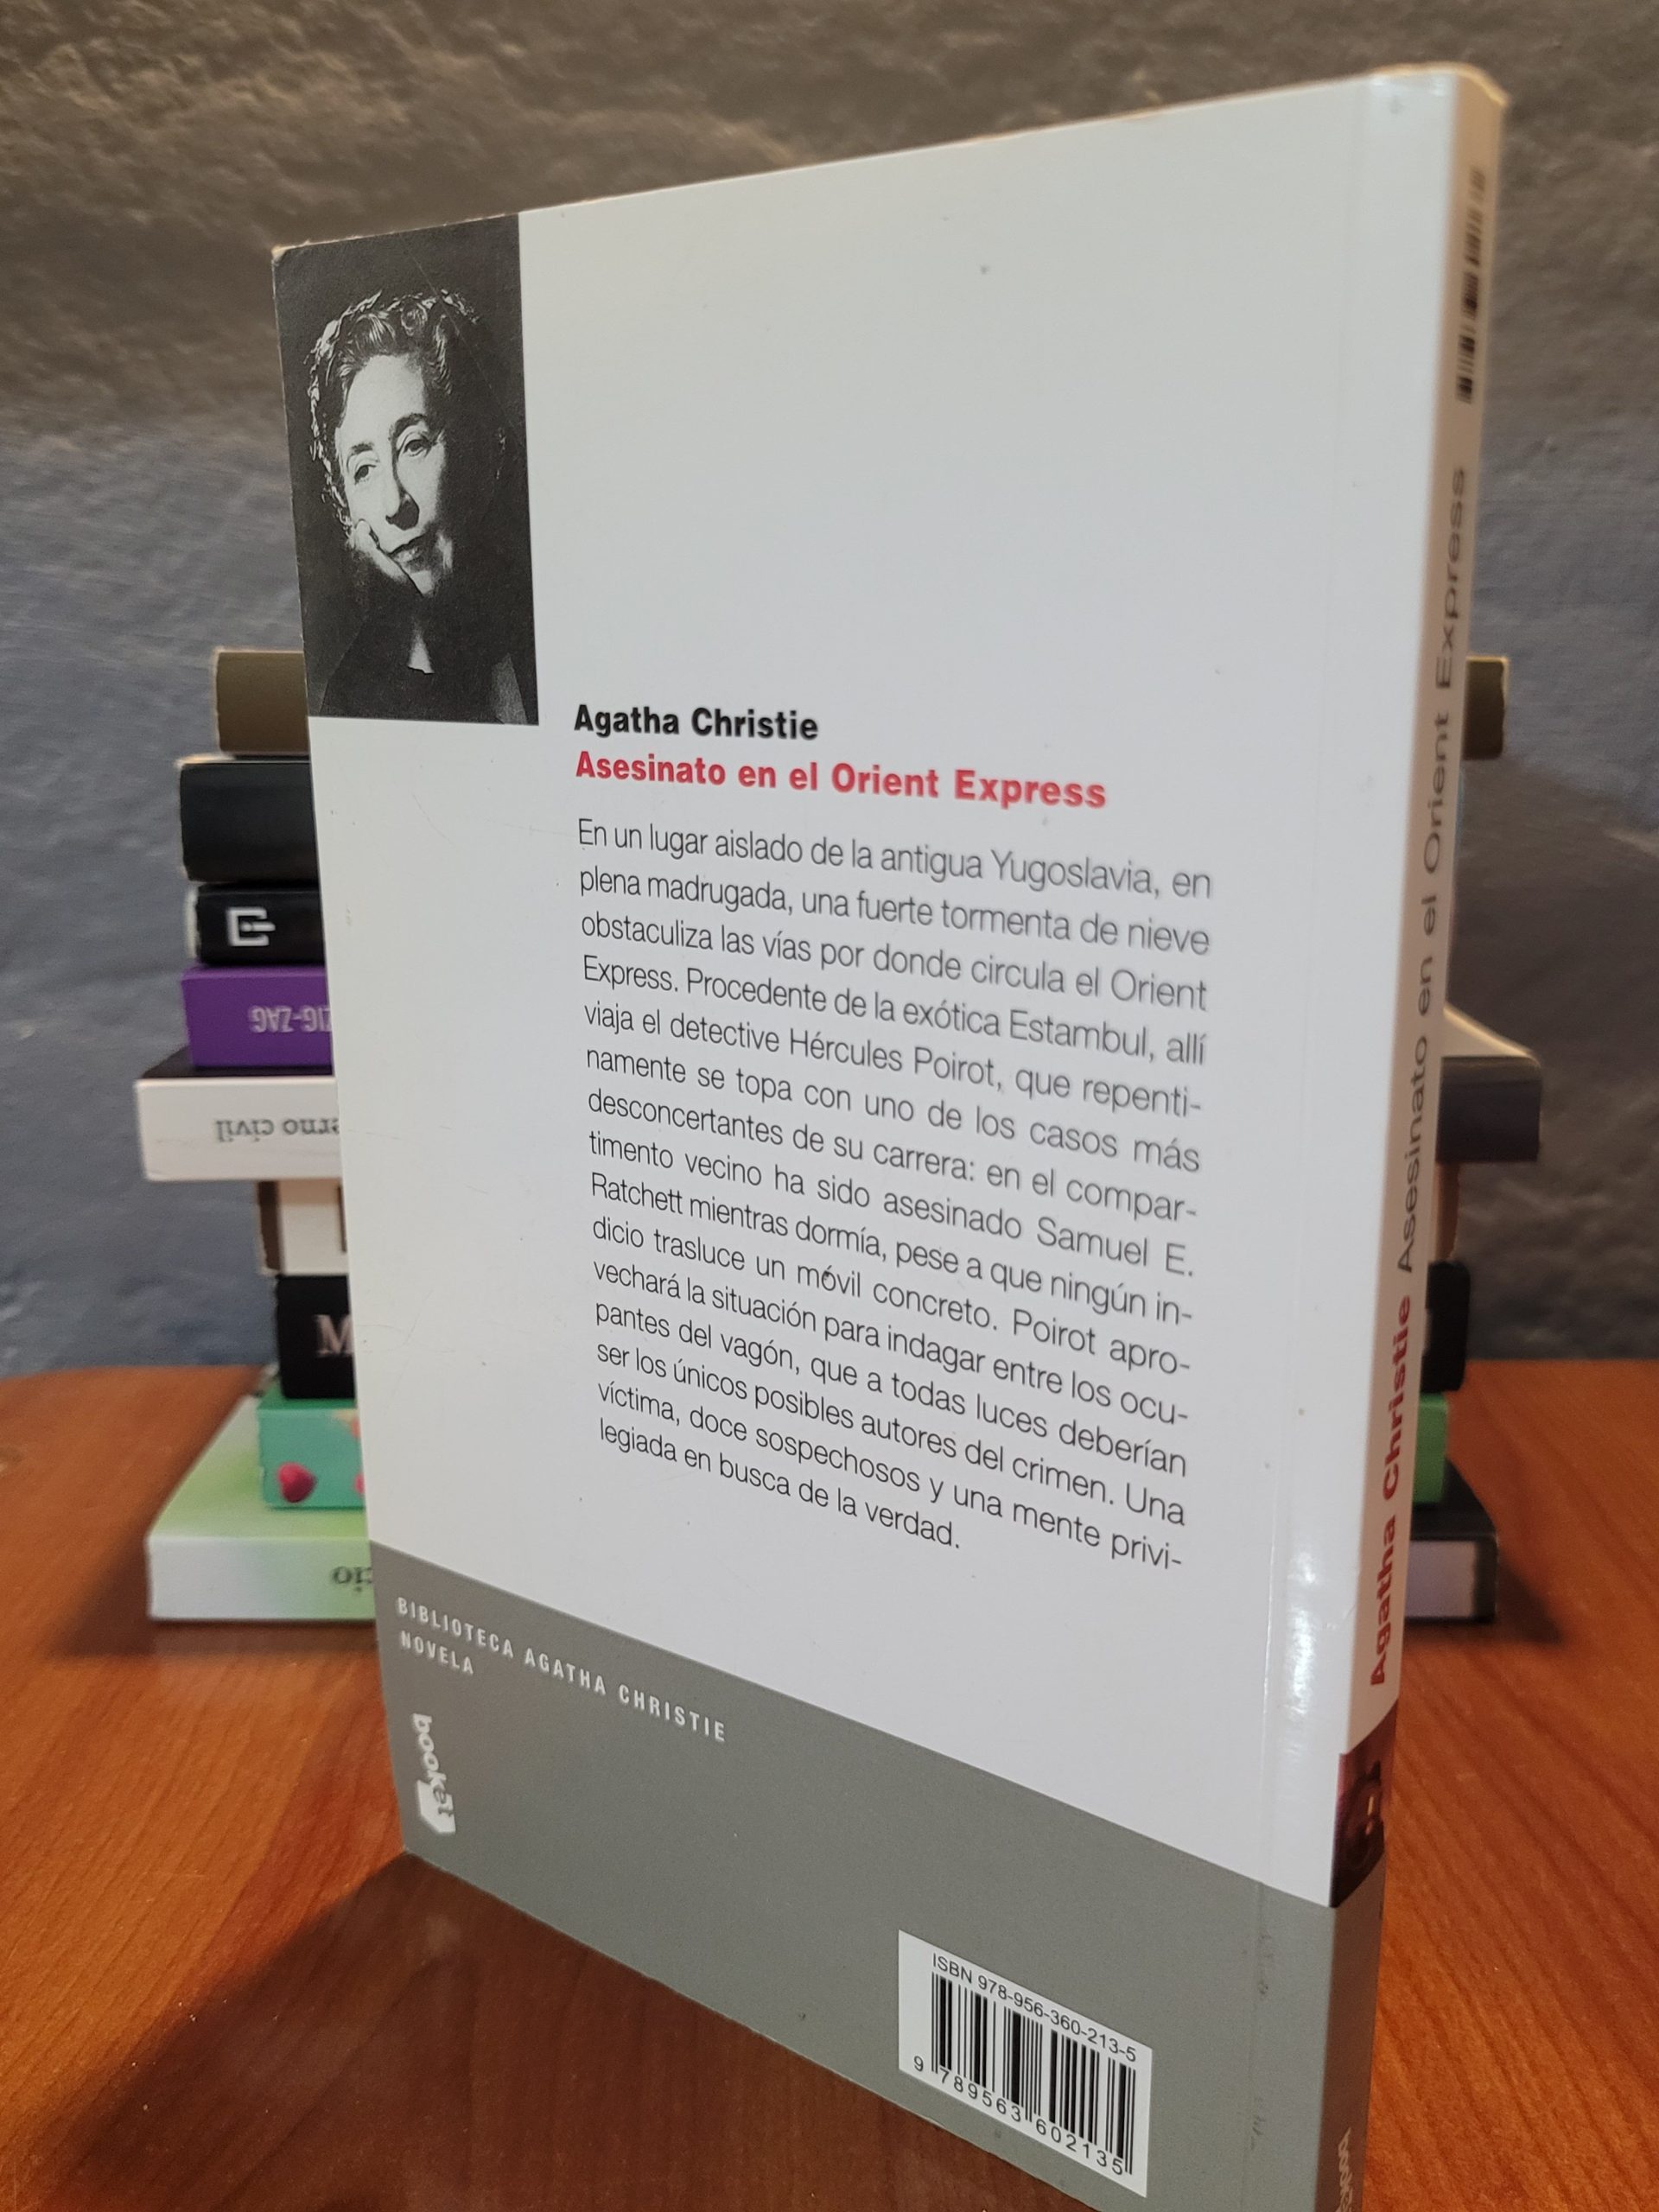 Agatha Christie
Asesinato en el Orient Express
En un lugar aislado de la antigua Yugoslavia, en
plena madrugada, una fuerte tormenta de nieve
obstaculiza las vías por donde circula el Orient
Express. Procedente de la exótica Estambul, allí
viaja el detective Hércules Poirot, que repenti-
namente se topa con uno de los casos más
desconcertantes de su carrera: en el compar-
timento vecino ha sido asesinado Samuel E.
Ratchett mientras dormía, pese a que ningún in-
dicio trasluce un móvil concreto. Poirot apro-
vechará la situación para indagar entre los ocu-
pantes del vagón, que a todas luces deberían
ser los únicos posibles autores del crimen. Una
víctima, doce sospechosos y una mente privi-
legiada en busca de la verdad.
BIBLIOTECA AGATHA CHRISTIE
NOVELA
booket
ISBN 978-956-360-213-5
9 789563 602135
Agatha Christie Asesinato en el Orient Express
ZIG-ZAG
erno civil
M
cio